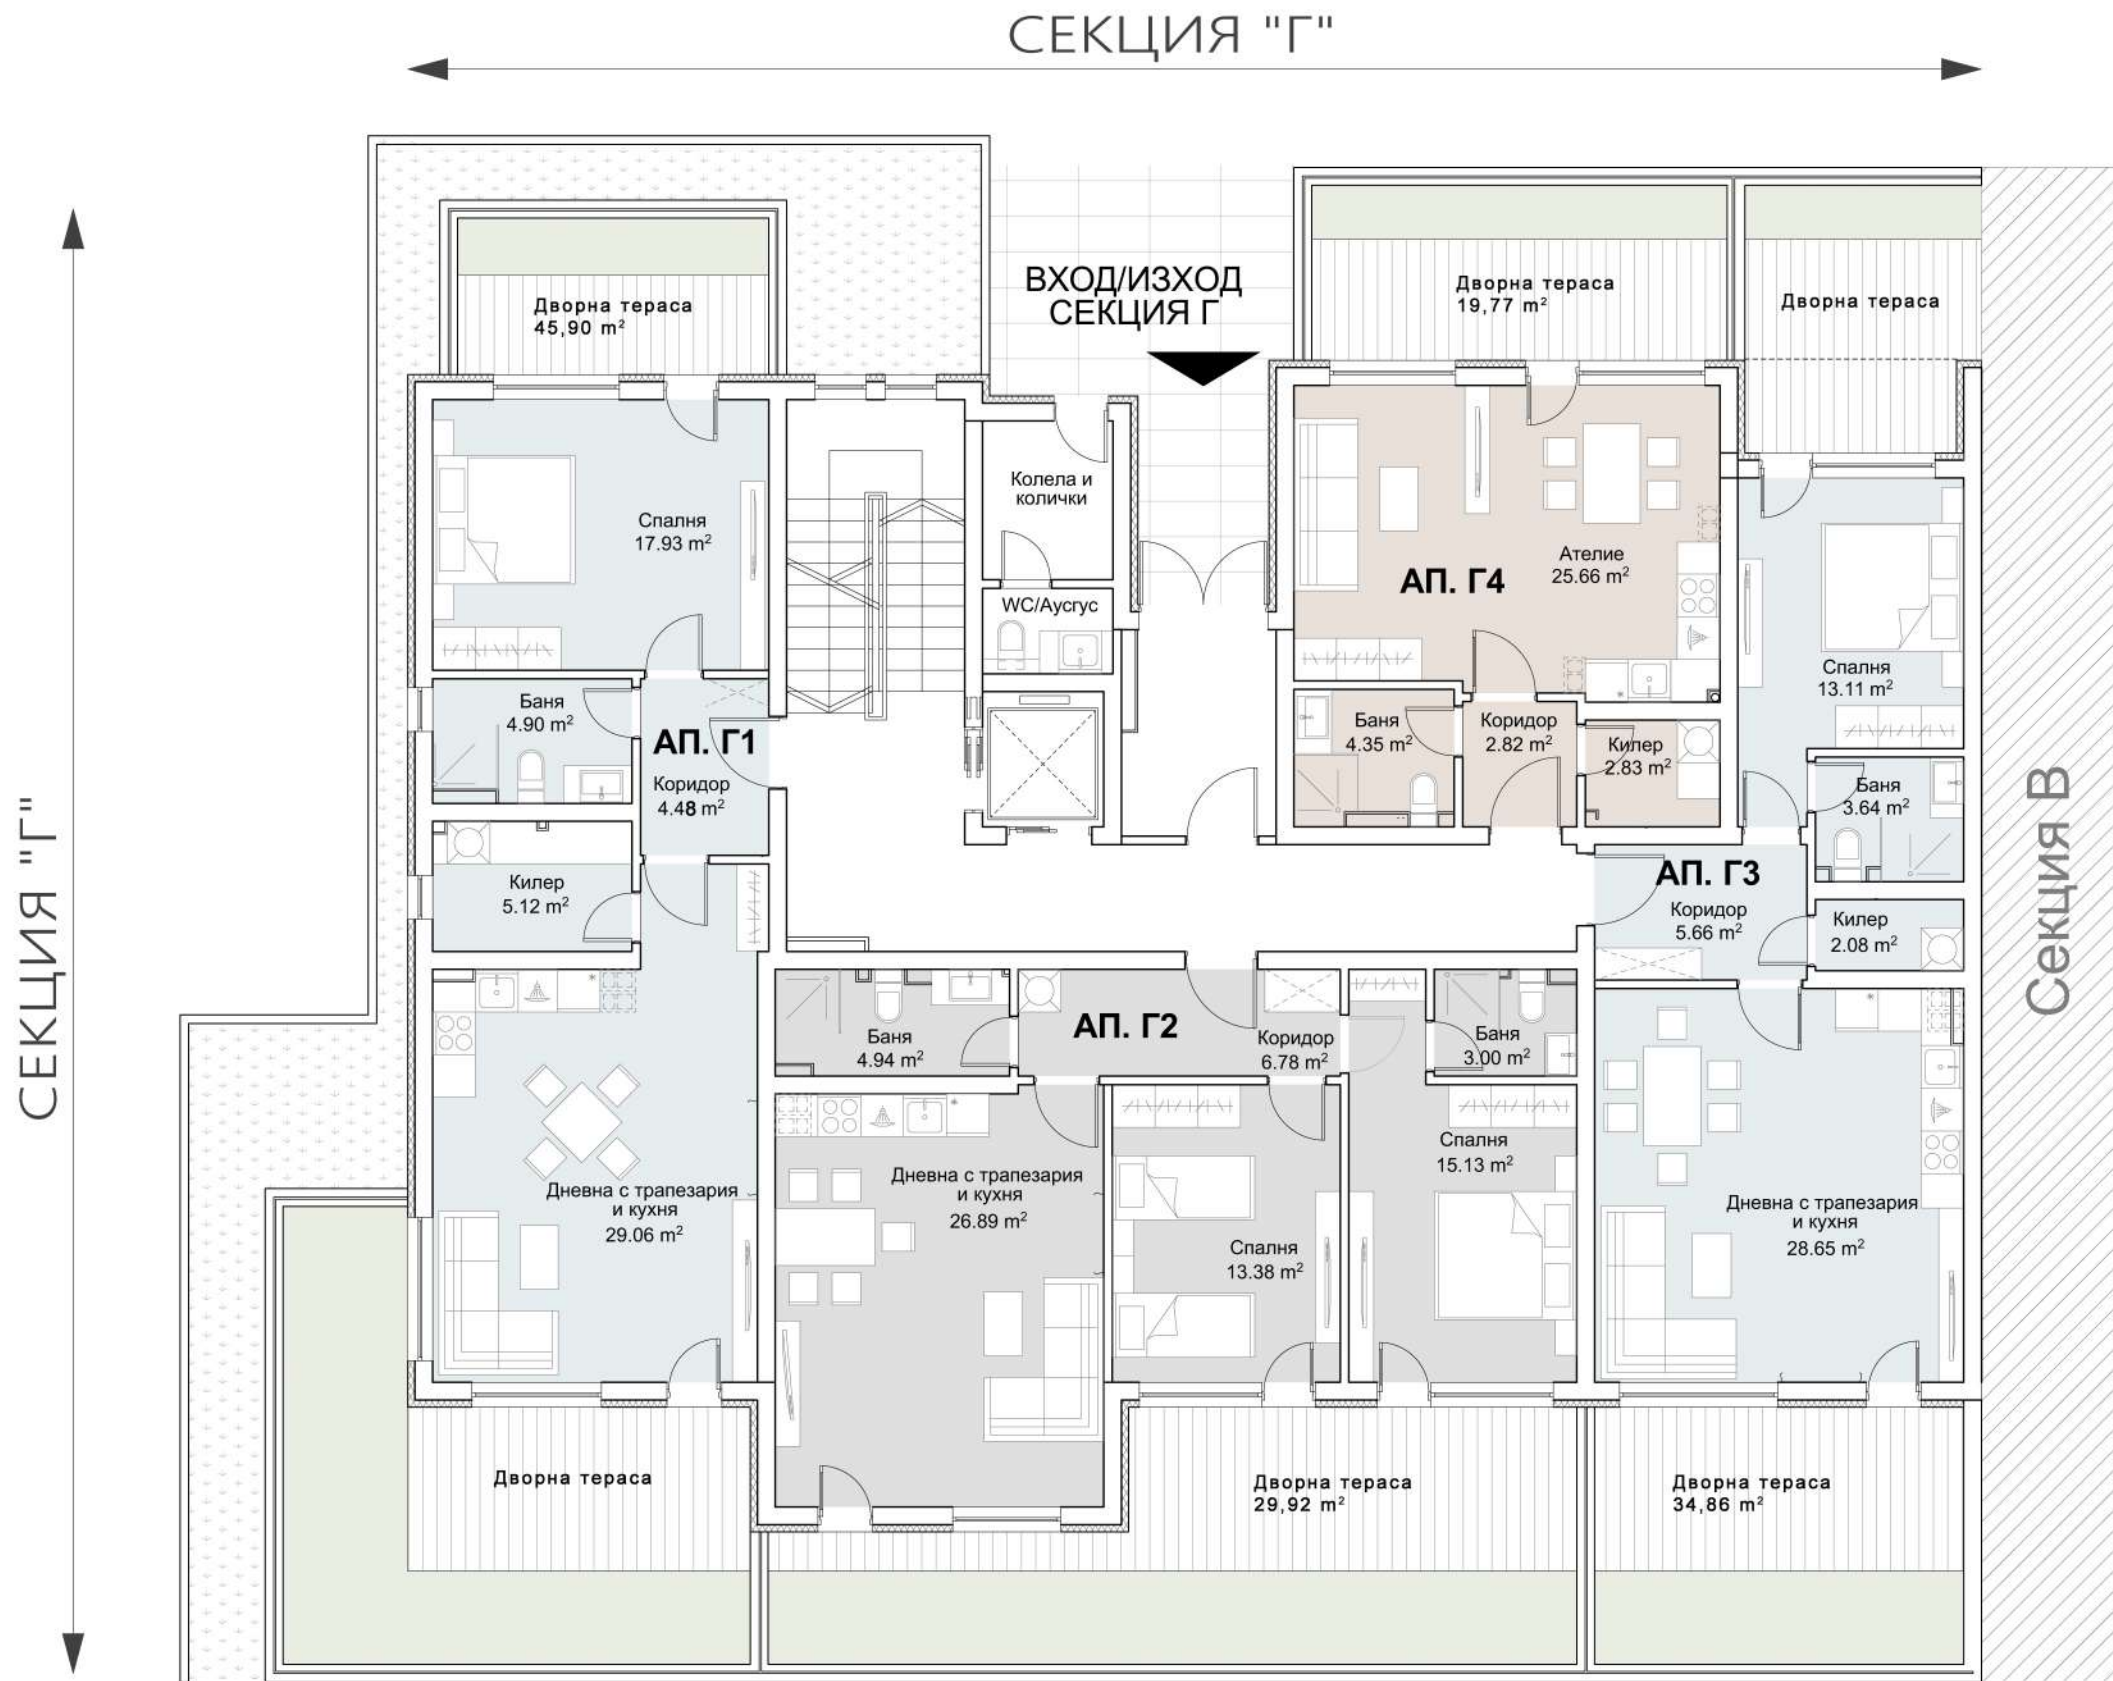 СЕКЦИЯ "Г"
СЕКЦИЯ "Г"
Секция В
ВХОД/ИЗХОД
СЕКЦИЯ Г
Дворна тераса
45,90 m²
Дворна тераса
19,77 m²
Дворна тераса
Спалня
17.93 m²
Колела и
колички
WC/Аусгус
АП. Г4
Ателие
25.66 m²
Спалня
13.11 m²
Баня
4.90 m²
АП. Г1
Коридор
4.48 m²
Баня
4.35 m²
Коридор
2.82 m²
Килер
2.83 m²
Баня
3.64 m²
Килер
5.12 m²
АП. Г3
Коридор
5.66 m²
Килер
2.08 m²
Баня
4.94 m²
АП. Г2
Коридор
6.78 m²
Баня
3.00 m²
Дневна с трапезария
и кухня
29.06 m²
Дневна с трапезария
и кухня
26.89 m²
Спалня
13.38 m²
Спалня
15.13 m²
Дневна с трапезария
и кухня
28.65 m²
Дворна тераса
Дворна тераса
29,92 m²
Дворна тераса
34,86 m²